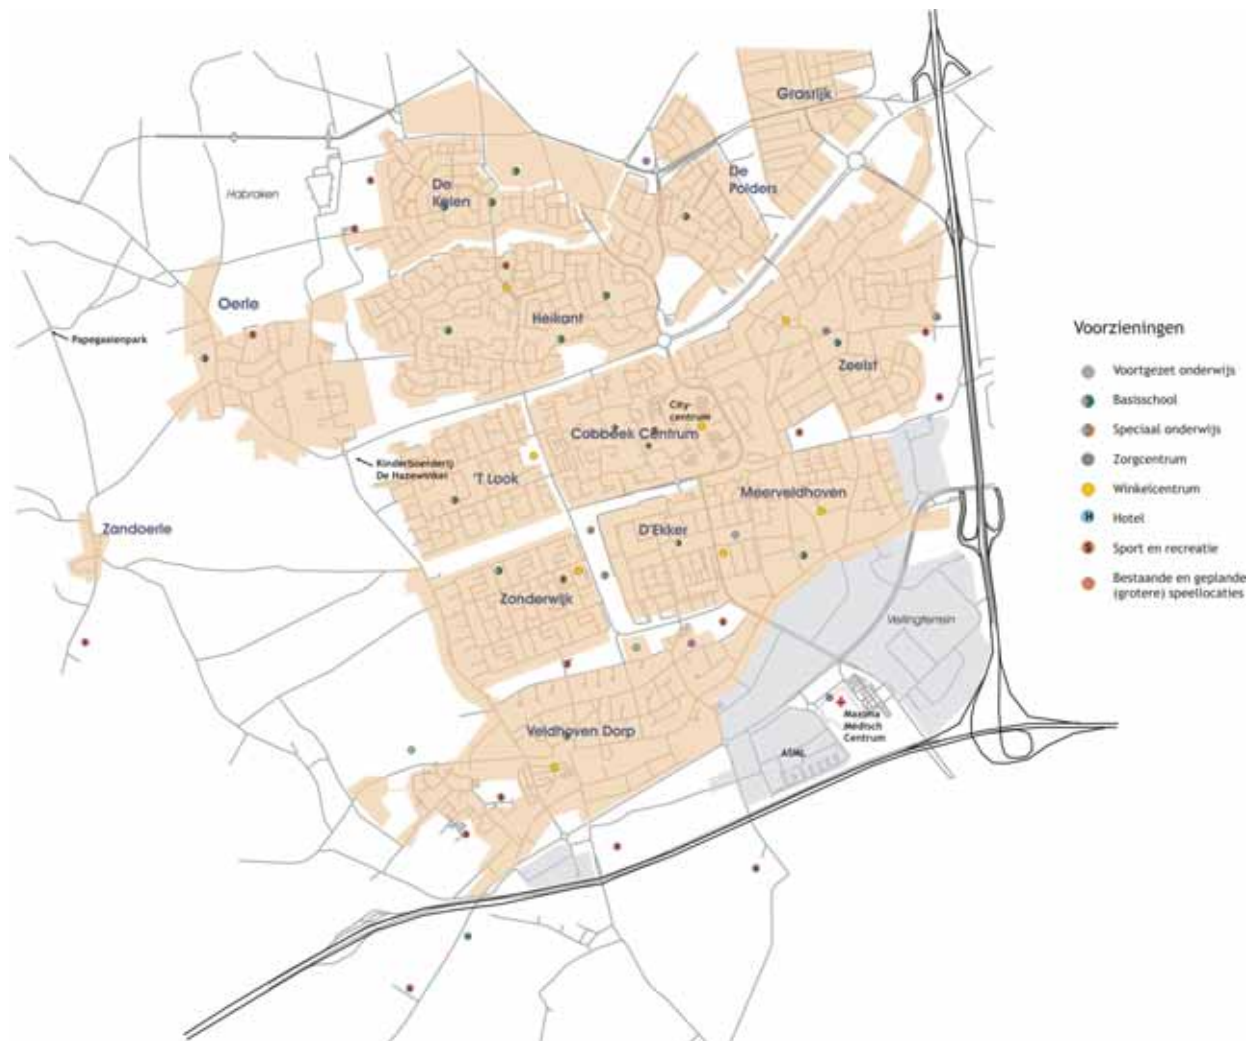 Grasrijk
De
Polders
De
Kelen
Habraken
Oerle
Papegaaienpark
Heikant
Zeelst
City-
centrum
Cobbeek Centrum
Kinderboerderij
De Hazewinkel
'T Look
Meerveldhoven
D'Ekker
Zandoerle
Zonderwijk
Veilingterrein
Veldhoven Dorp
Maxima
Medisch
Centrum
ASML
Voorzieningen
Voortgezet onderwijs
Basisschool
Speciaal onderwijs
Zorgcentrum
Winkelcentrum
H Hotel
S Sport en recreatie
Bestaande en geplande
(grotere) speellocaties